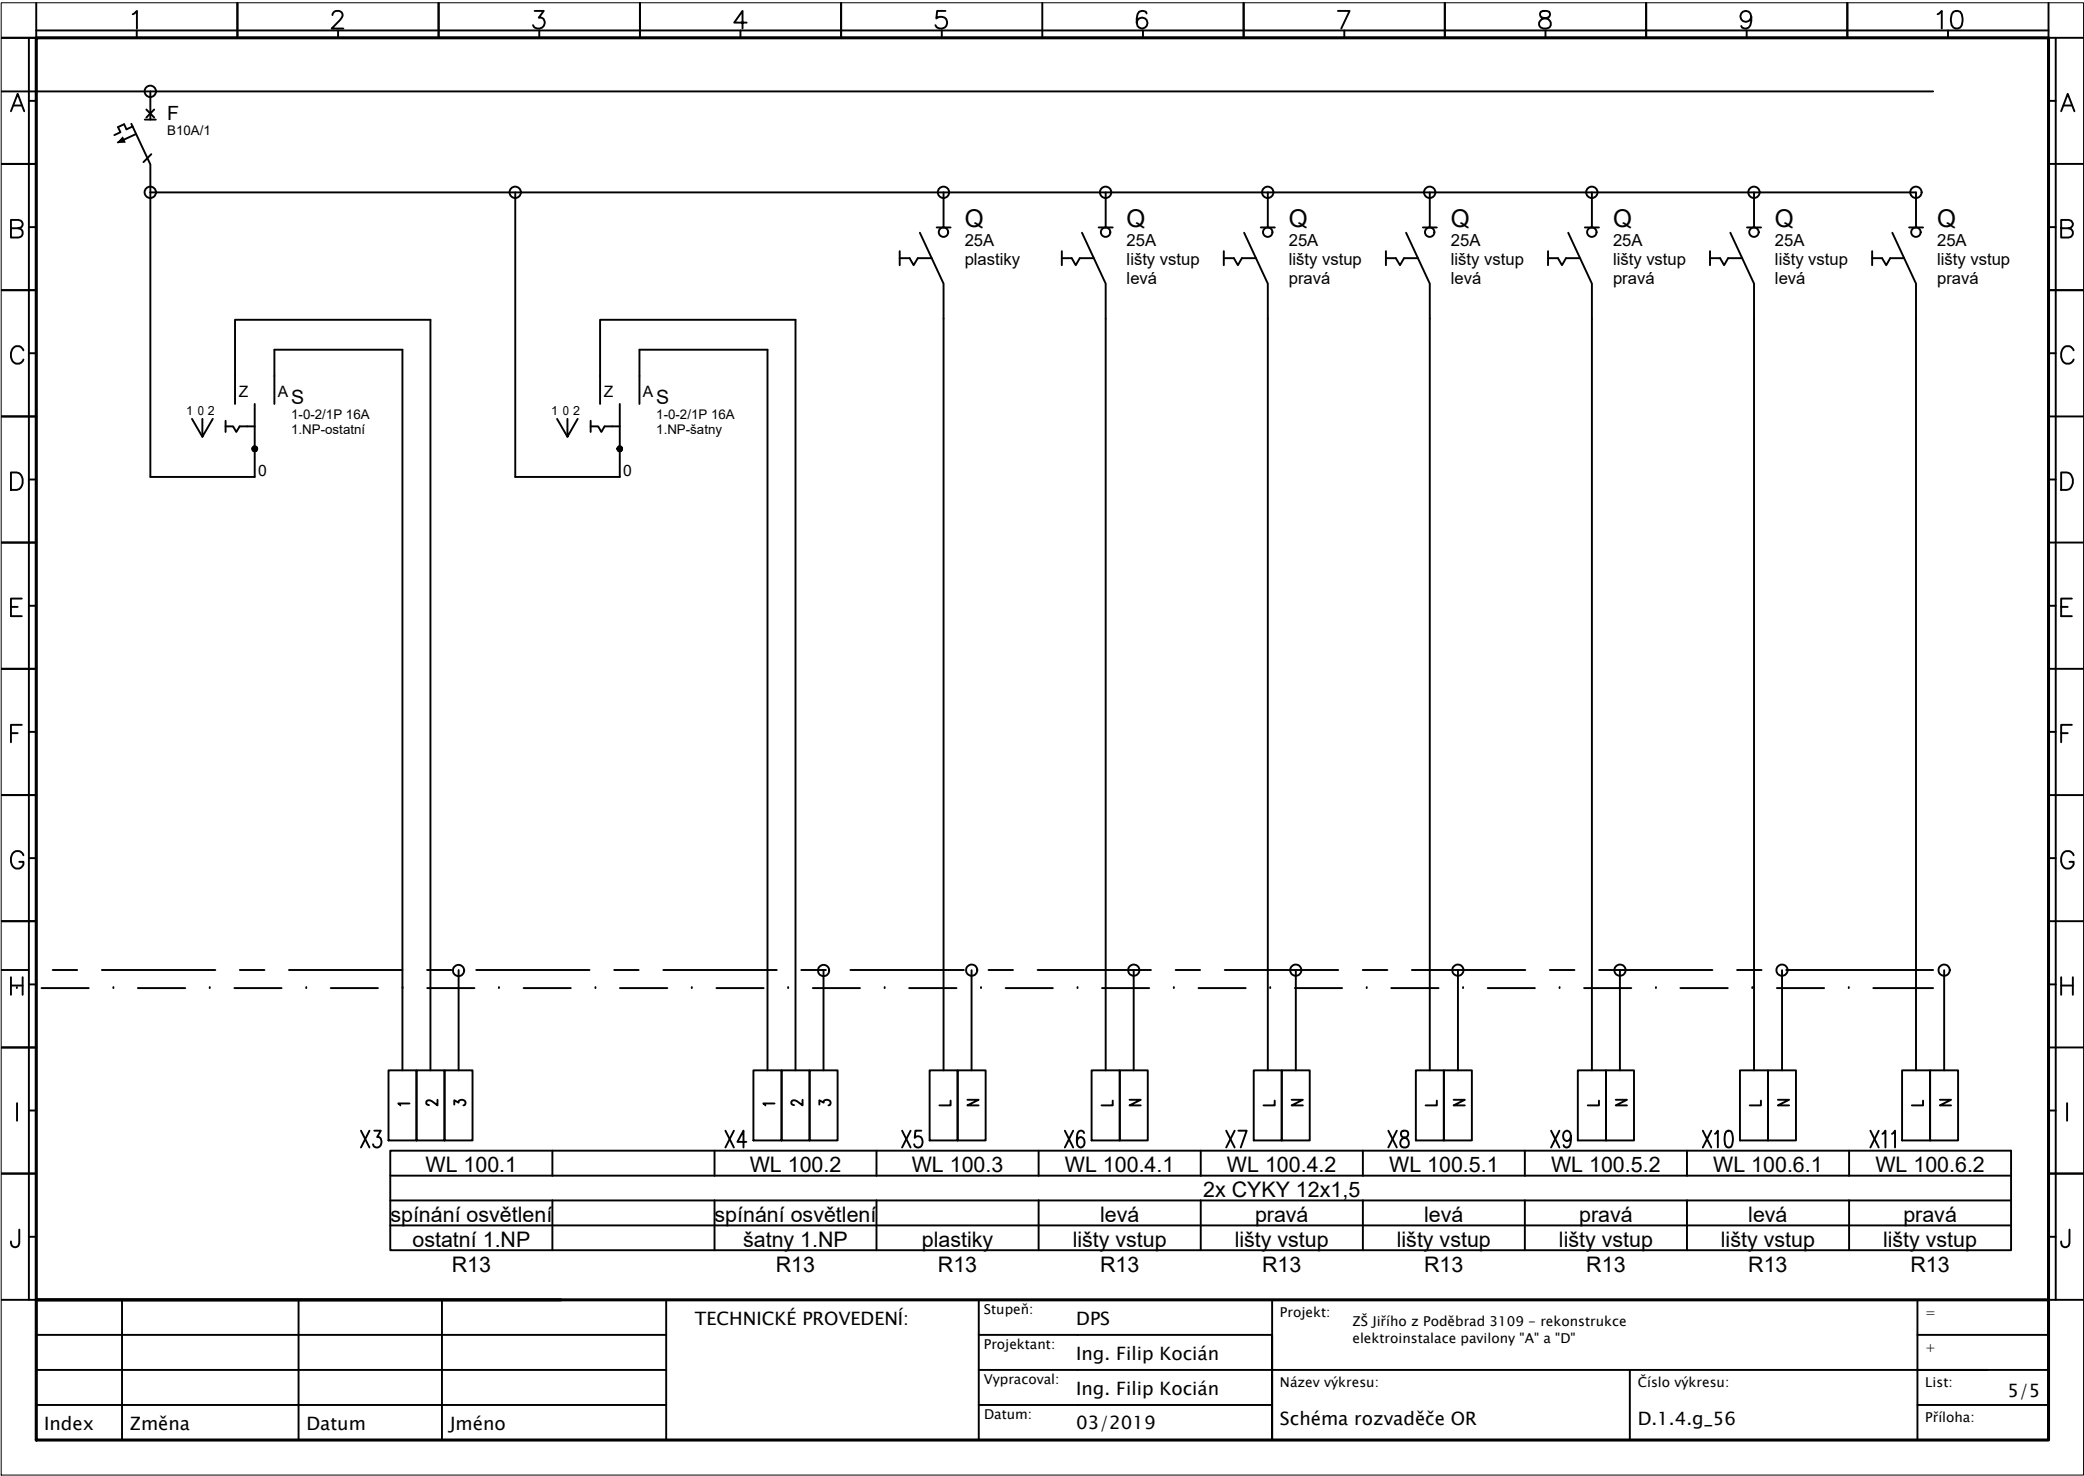 1 2 3 4 5 6 7 8 9 10
A A
F
B10A/1
B B
Q
25A
plastiky
Q
25A
lišty vstup
levá
Q
25A
lišty vstup
pravá
Q
25A
lišty vstup
levá
Q
25A
lišty vstup
pravá
Q
25A
lišty vstup
levá
Q
25A
lišty vstup
pravá
C C
1 0 2
Z A S
1-0-2/1P 16A
1.NP-ostatní
0
1 0 2
Z A S
1-0-2/1P 16A
1.NP-šatny
0
D D
E E
F F
G G
H H
I I
1 2 3 1 2 3 L N L N L N L N L N L N L N
X3 X4 X5 X6 X7 X8 X9 X10 X11
WL 100.1 WL 100.2 WL 100.3 WL 100.4.1 WL 100.4.2 WL 100.5.1 WL 100.5.2 WL 100.6.1 WL 100.6.2
2x CYKY 12x1,5
spínání osvětlení spínání osvětlení levá pravá levá pravá levá pravá
J J
ostatní 1.NP šatny 1.NP plastiky lišty vstup lišty vstup lišty vstup lišty vstup lišty vstup lišty vstup
R13 R13 R13 R13 R13 R13 R13 R13 R13
Index Změna Datum Jméno
TECHNICKÉ PROVEDENÍ:
Stupeň: DPS
Projektant: Ing. Filip Kocián
Vypracoval: Ing. Filip Kocián
Datum: 03/2019
Projekt: ZŠ Jiřího z Poděbrad 3109 – rekonstrukce
elektroinstalace pavilony "A" a "D"
Název výkresu:
Schéma rozvaděče OR
Číslo výkresu:
D.1.4.g_56
=
+
List: 5/5
Příloha: